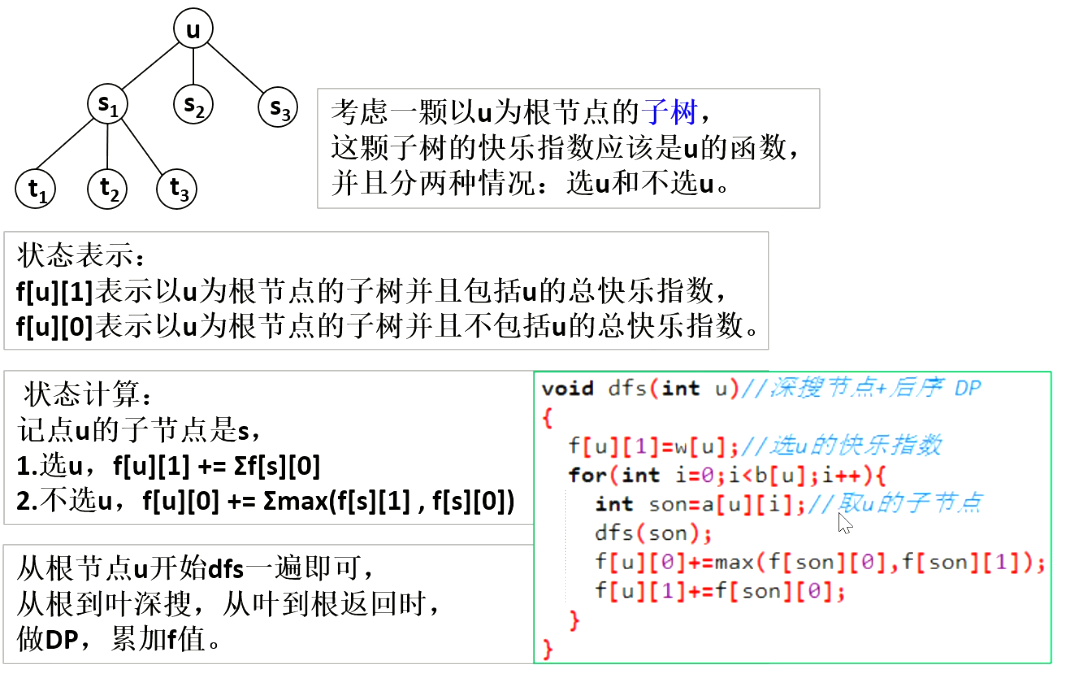 u
s1
s2
s3
t1
t2
t3
考虑一颗以u为根节点的子树，
这颗子树的快乐指数应该是u的函数，
并且分两种情况：选u和不选u。
状态表示：
f[u][1]表示以u为根节点的子树并且包括u的总快乐指数，
f[u][0]表示以u为根节点的子树并且不包括u的总快乐指数。
状态计算：
记点u的子节点是s，
1.选u，f[u][1] += Σf[s][0]
2.不选u，f[u][0] += Σmax(f[s][1] , f[s][0])
从根节点u开始dfs一遍即可，
从根到叶深搜，从叶到根返回时，
做DP，累加f值。
void dfs(int u)//深搜节点+后序 DP
{
f[u][1]=w[u];//选u的快乐指数
for(int i=0;i<b[u];i++){
int son=a[u][i];//取u的子节点
dfs(son);
f[u][0]+=max(f[son][0],f[son][1]);
f[u][1]+=f[son][0];
}
}